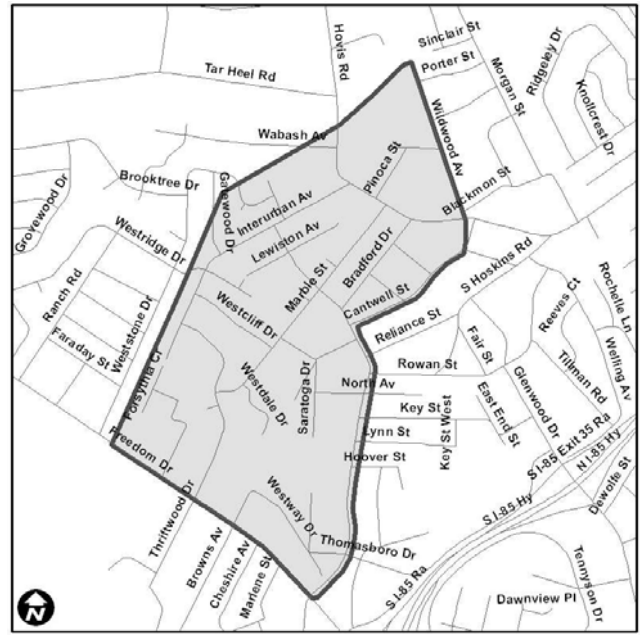 Hovis Rd
Sinclair St
Porter St
Tar Heel Rd
Morgan St
Ridgeley Dr
Knollcrest Dr
Wildwood Av
Wabash Av
Pinoca St
Brooktree Dr
Gatewood Dr
Interurban Av
Blackmon St
Grovewood Dr
Lewiston Av
Westridge Dr
Marble St
Bradford Dr
S Hoskins Rd
Ranch Rd
Cantwell St
Rochelle Ln
Reeves Ct
Westcliff Dr
Reliance St
Weststone Dr
Faraday St
Fair St
Rowan St
Welling Av
Tillman Rd
Forsythia Cr
Westdale Dr
Saratoga Dr
North Av
Glenwood Dr
Key St
East End St
Key St West
Lynn St
Freedom Dr
Hoover St
S I-85 Exit 35 Ra
N I-85 Hy
Dewolfe St
S I-85 Hy
Thriftwood Dr
Westway Dr
Browns Av
Cheshire Av
Marlene St
Thomasboro Dr
S I-85 Ra
Tennyson Dr
Dawnview Pl
N